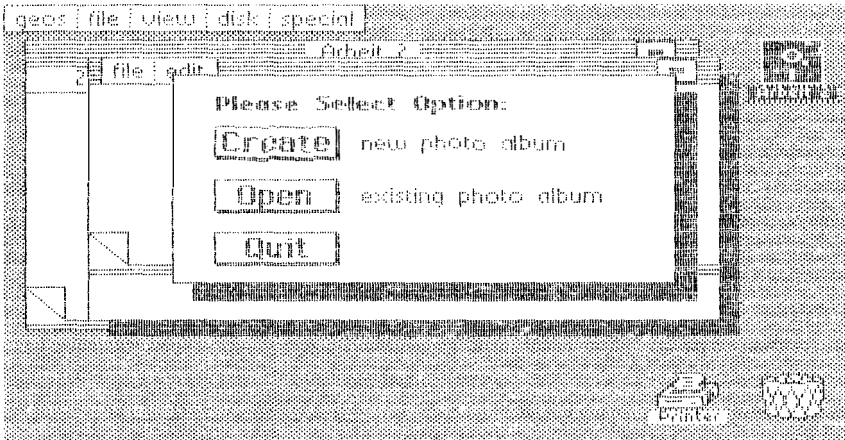 geos file view disk special
Arbeit 2
file edit
2
Please Select Option:
Create new photo album
Open existing photo album
Quit
Printer